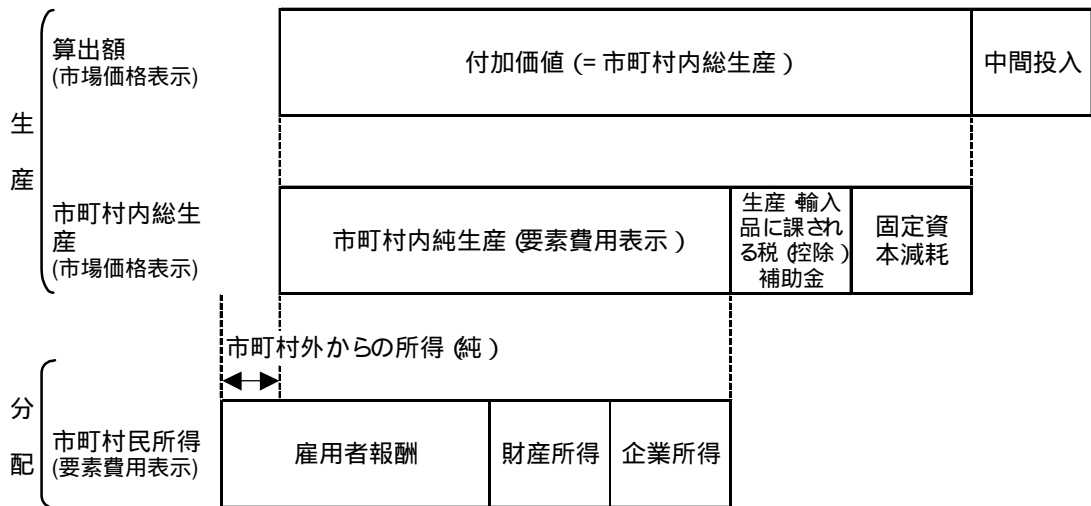 生産
算出額
(市場価格表示)
付加価値 (= 市町村内総生産 )
中間投入
市町村内総生
産
(市場価格表示)
市町村内純生産 (要素費用表示 )
生産・輸入
品に課され
る税 (控除 )
補助金
固定資
本減耗
市町村外からの所得 (純 )
分配
市町村民所得
(要素費用表示)
雇用者報酬
財産所得
企業所得